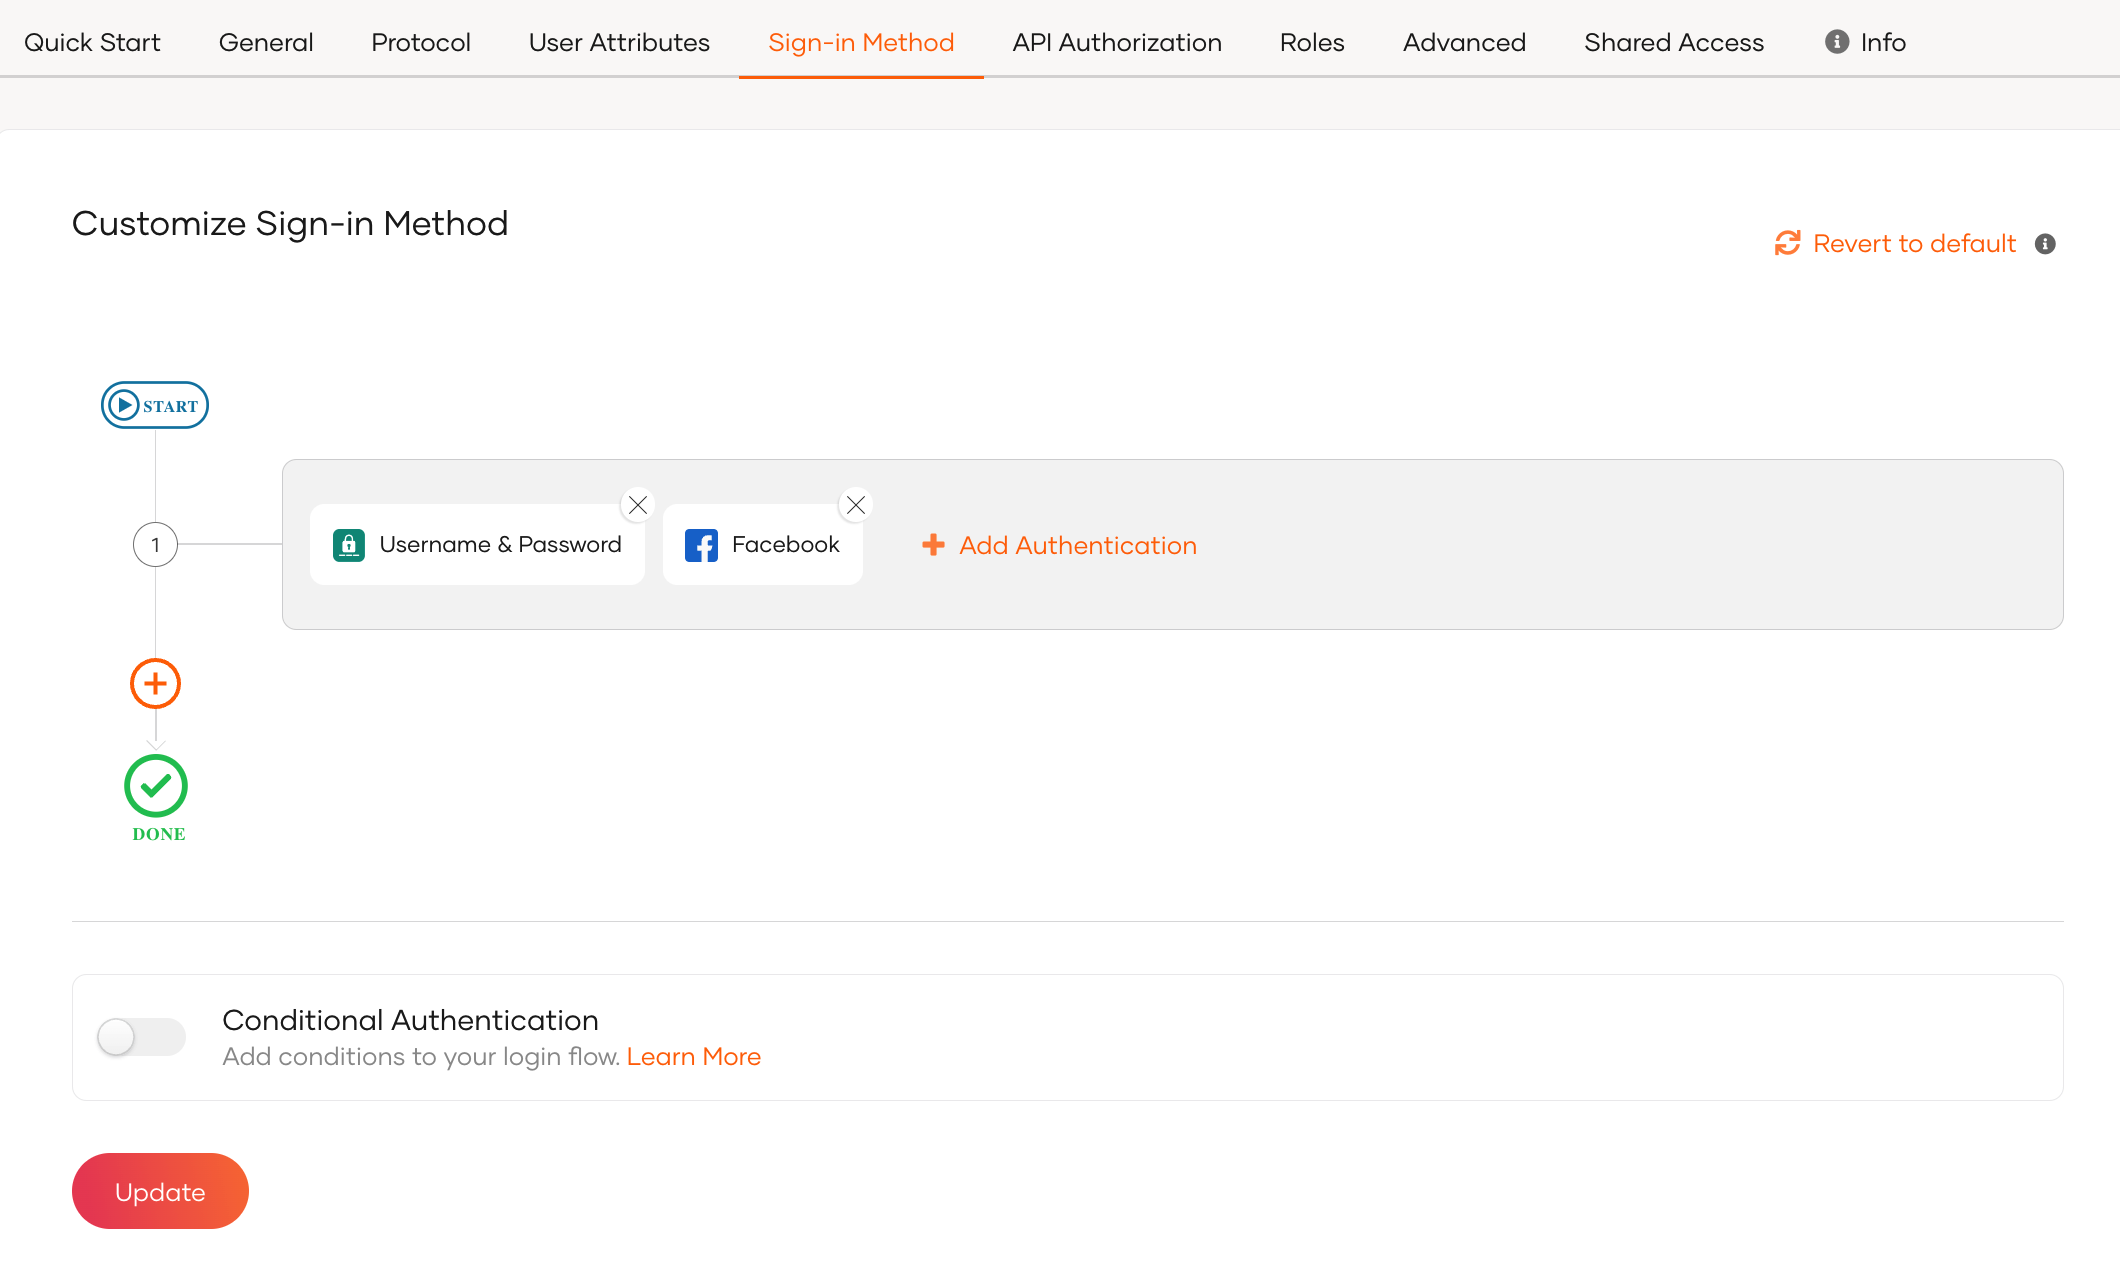 Quick Start General Protocol User Attributes Sign-in Method API Authorization Roles Advanced Shared Access Info
Customize Sign-in Method
Revert to default
START
1
Username & Password
Facebook
Add Authentication
DONE
Conditional Authentication
Add conditions to your login flow. Learn More
Update